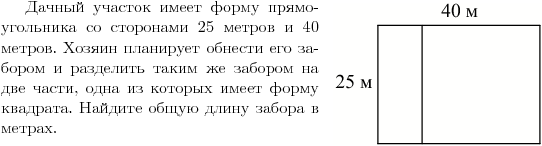 Дачный участок имеет форму прямо-
угольника со сторонами 25 метров и 40
метров. Хозяин планирует обнести его за-
бором и разделить таким же забором на
две части, одна из которых имеет форму
квадрата. Найдите общую длину забора в
метрах.
40 м
25 м